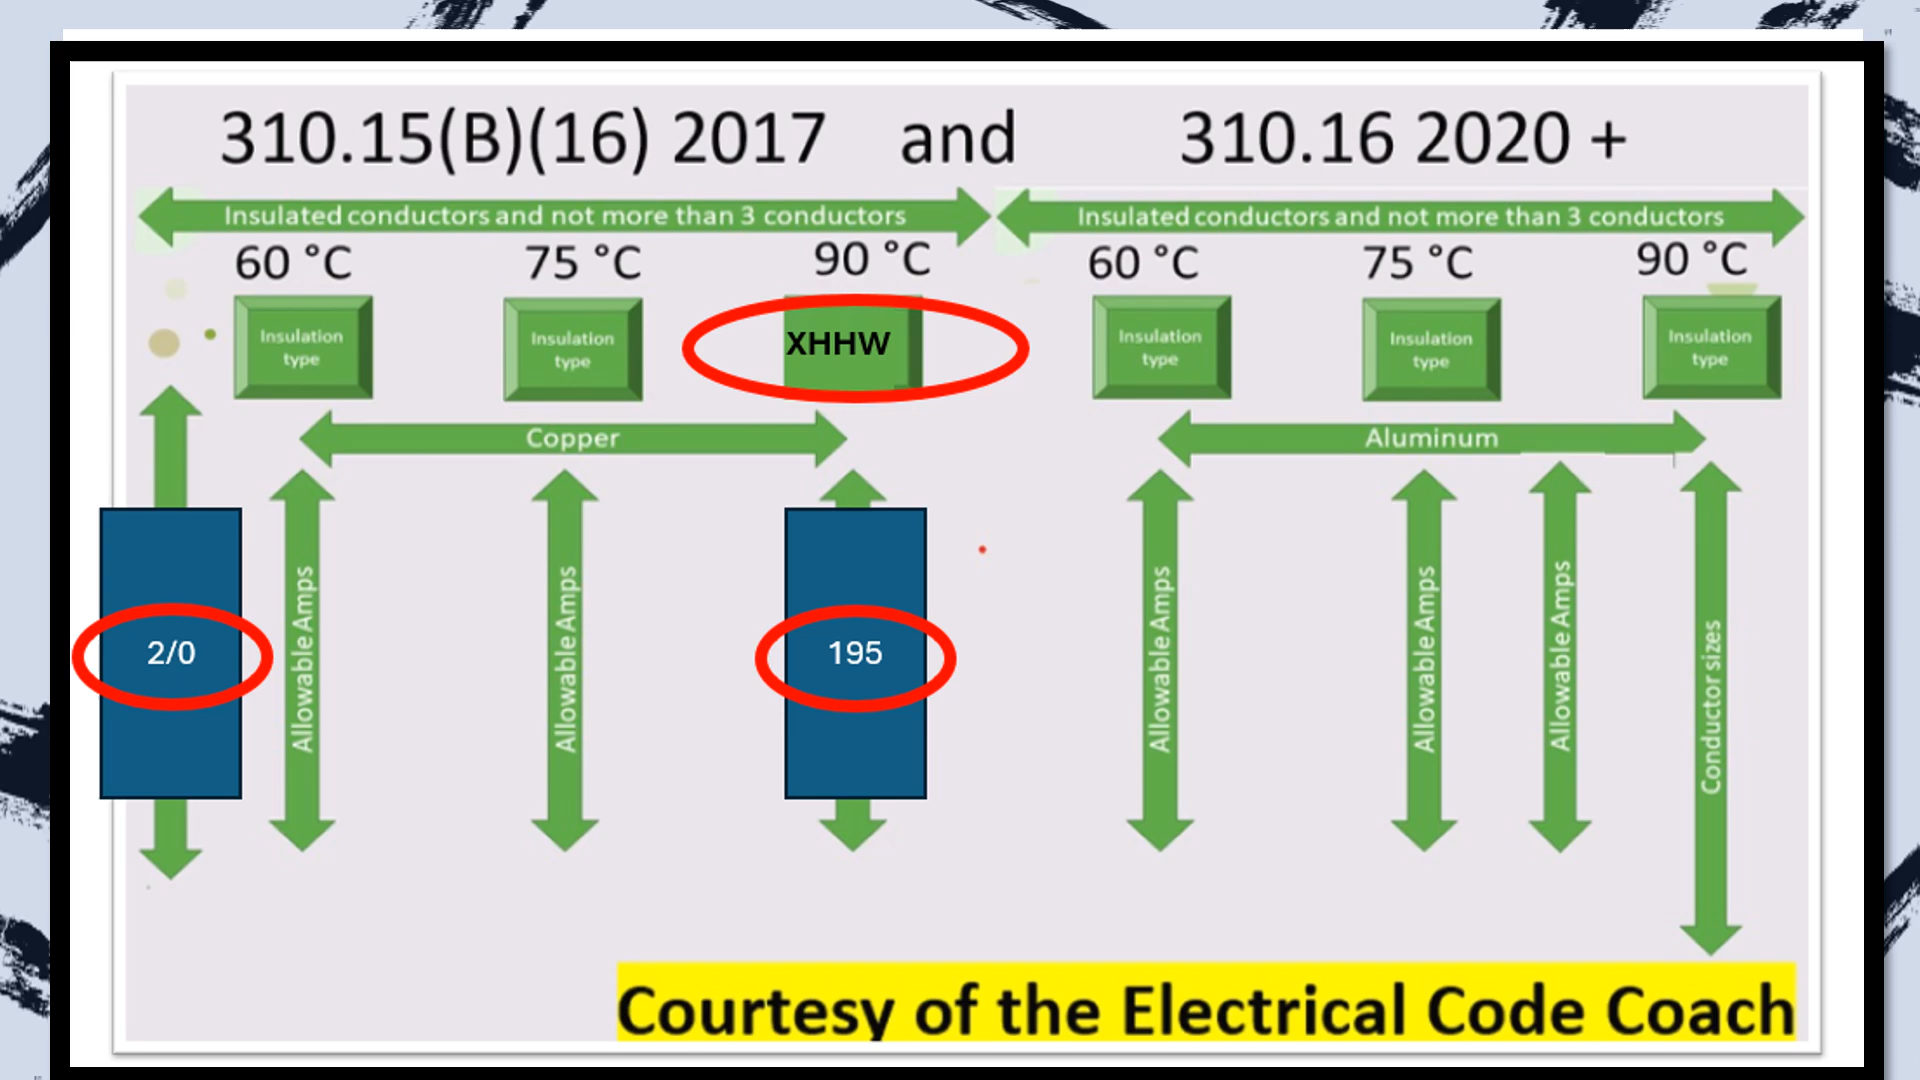 310.15(B)(16) 2017 and 310.16 2020 +
Insulated conductors and not more than 3 conductors
Insulated conductors and not more than 3 conductors
60 °C
75 °C
90 °C
60 °C
75 °C
90 °C
Insulation
type
Insulation
type
XHHW
Insulation
type
Insulation
type
Insulation
type
Copper
Aluminum
2/0
Allowable Amps
Allowable Amps
195
Allowable Amps
Allowable Amps
Allowable Amps
Conductor sizes
Courtesy of the Electrical Code Coach